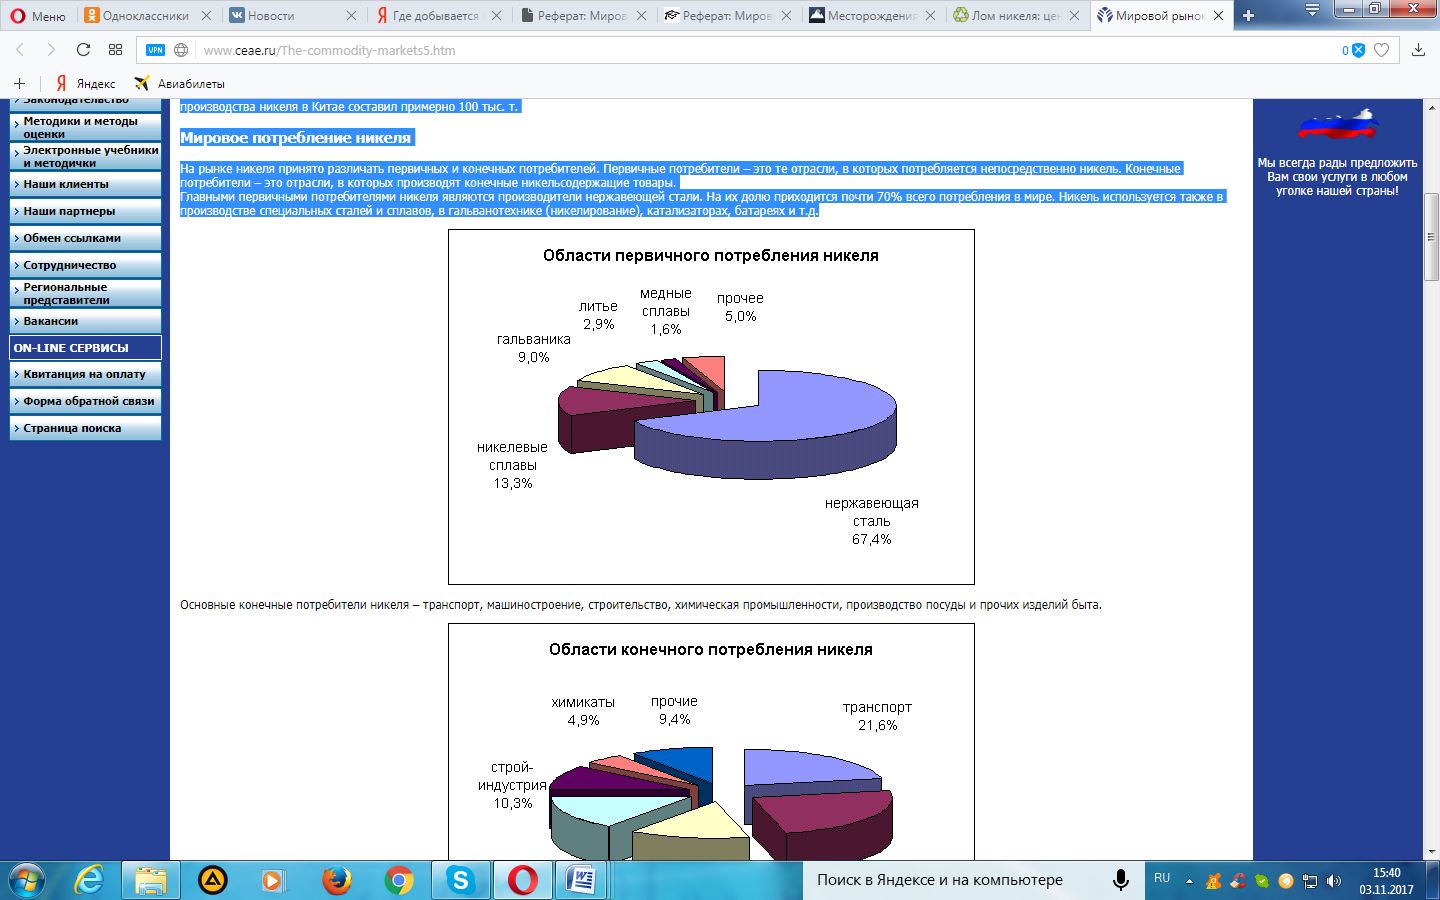 Меню
Одноклассники
Новости
Где добывается
Реферат: Миров
Реферат: Миров
Месторождения
Лом никеля: цен
Мировой рынок
VPN
www.ceae.ru/The-commodity-markets5.htm
0
Яндекс
Авиабилеты
Законодательство
Методики и методы
оценки
Электронные учебники
и методички
Наши клиенты
Наши партнеры
Обмен ссылками
Сотрудничество
Региональные
представители
Вакансии
ON-LINE СЕРВИСЫ
Квитанция на оплату
Форма обратной связи
Страница поиска
производства никеля в Китае составил примерно 100 тыс. т.
Мировое потребление никеля
На рынке никеля принято различать первичных и конечных потребителей. Первичные потребители – это те отрасли, в которых потребляется непосредственно никель. Конечные
потребители – это отрасли, в которых производят конечные никельсодержащие товары.
Главными первичными потребителями никеля являются производители нержавеющей стали. На их долю приходится почти 70% всего потребления в мире. Никель используется также в
производстве специальных сталей и сплавов, в гальванотехнике (никелирование), катализаторах, батареях и т.д.
Области первичного потребления никеля
медные
сплавы
1,6%
прочее
5,0%
литье
2,9%
гальваника
9,0%
никелевые
сплавы
13,3%
нержавеющая
сталь
67,4%
Основные конечные потребители никеля – транспорт, машиностроение, строительство, химическая промышленности, производство посуды и прочих изделий быта.
Области конечного потребления никеля
химикаты
4,9%
прочие
9,4%
транспорт
21,6%
строй-
индустрия
10,3%
Мы всегда рады предложить
Вам свои услуги в любом
уголке нашей страны!
Поиск в Яндексе и на компьютере
RU
15:40
03.11.2017